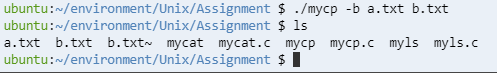 ubuntu:~/environment/Unix/Assignment $ ./mycp -b a.txt b.txt
ubuntu:~/environment/Unix/Assignment $ ls
a.txt  b.txt  b.txt~  mycat  mycat.c  mycp  mycp.c  myls  myls.c
ubuntu:~/environment/Unix/Assignment $